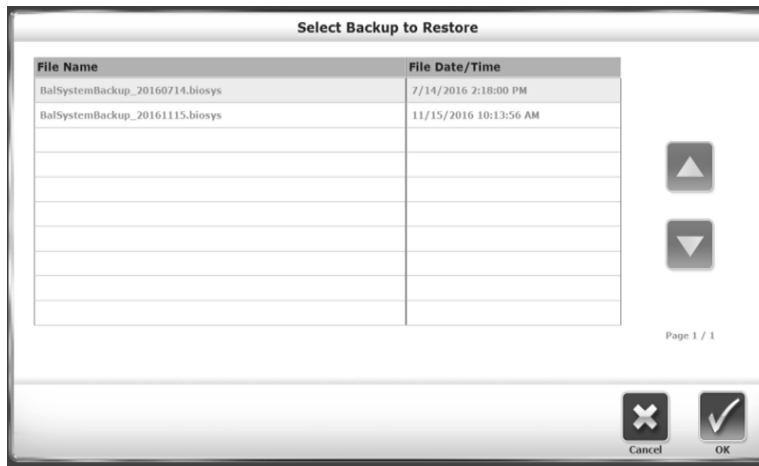 Select Backup to Restore
File Name File Date/Time
BalSystemBackup_20160714.biosys 7/14/2016 2:18:00 PM
BalSystemBackup_20161115.biosys 11/15/2016 10:13:56 AM
Page 1 / 1
Cancel OK